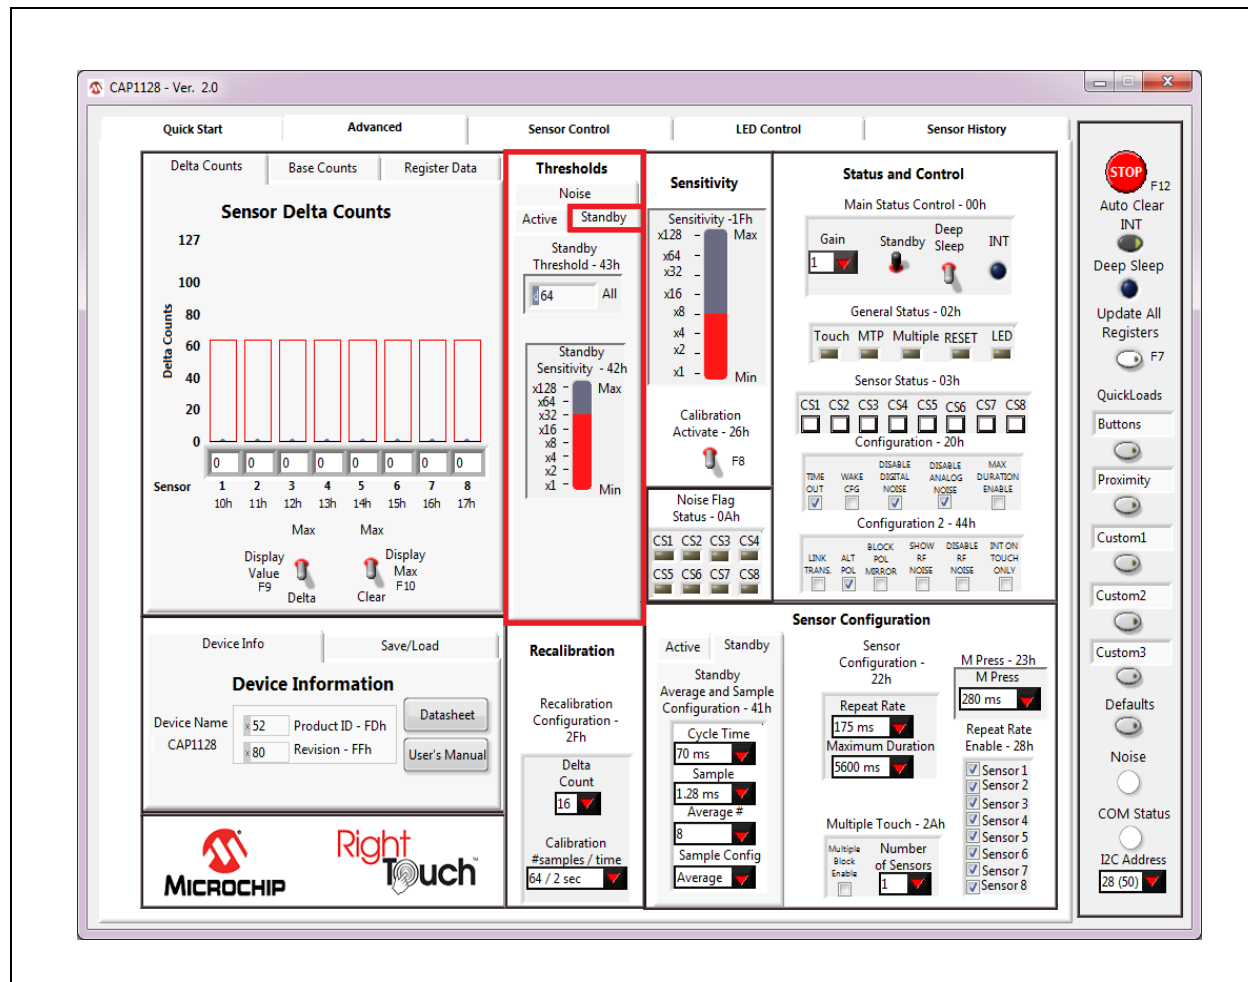 CAP1128 - Ver. 2.0
Quick Start
Advanced
Sensor Control
LED Control
Sensor History
Delta Counts
Base Counts
Register Data
Sensor Delta Counts
Delta Counts
127
100
80
60
40
20
0
0 0 0 0 0 0 0 0
Sensor 1 2 3 4 5 6 7 8
10h 11h 12h 13h 14h 15h 16h 17h
Max
Display
Value
F9
Delta
Max
Display
Max
F10
Clear
Thresholds
Noise
Active
Standby
Standby
Threshold - 43h
64 All
Standby
Sensitivity - 42h
x128 Max
x64
x32
x16
x8
x4
x2
x1 Min
Sensitivity
Sensitivity -1Fh
x128 Max
x64
x32
x16
x8
x4
x2
x1 Min
Calibration
Activate - 26h
F8
Noise Flag
Status - 0Ah
CS1 CS2 CS3 CS4
CS5 CS6 CS7 CS8
Status and Control
Main Status Control - 00h
Gain
1
Standby
Deep
Sleep
INT
General Status - 02h
Touch MTP Multiple RESET LED
Sensor Status - 03h
CS1 CS2 CS3 CS4 CS5 CS6 CS7 CS8
Configuration - 20h
TIME
OUT
WAKE
CFG
DISABLE
DIGITAL
NOISE
DISABLE
ANALOG
NOISE
MAX
DURATION
ENABLE
Configuration 2 - 44h
LINK
TRANS.
ALT
POL
BLOCK
POL
MIRROR
SHOW
RF
NOISE
DISABLE
RF
NOISE
INT ON
TOUCH
ONLY
Device Info
Save/Load
Device Information
Device Name
CAP1128
x 52 Product ID - FDh
x 80 Revision - FFh
Datasheet
User's Manual
MICROCHIP
Right
Touch™
Recalibration
Recalibration
Configuration -
2Fh
Delta
Count
16
Calibration
#samples / time
64 / 2 sec
Sensor Configuration
Active
Standby
Standby
Average and Sample
Configuration - 41h
Cycle Time
70 ms
Sample
1.28 ms
Average #
8
Sample Config
Average
Sensor
Configuration -
22h
Repeat Rate
175 ms
Maximum Duration
5600 ms
Multiple Touch - 2Ah
Multiple
Block
Enable
Number
of Sensors
1
M Press - 23h
M Press
280 ms
Repeat Rate
Enable - 28h
Sensor 1
Sensor 2
Sensor 3
Sensor 4
Sensor 5
Sensor 6
Sensor 7
Sensor 8
STOP
F12
Auto Clear
INT
Deep Sleep
Update All
Registers
F7
QuickLoads
Buttons
Proximity
Custom1
Custom2
Custom3
Defaults
Noise
COM Status
I2C Address
28 (50)